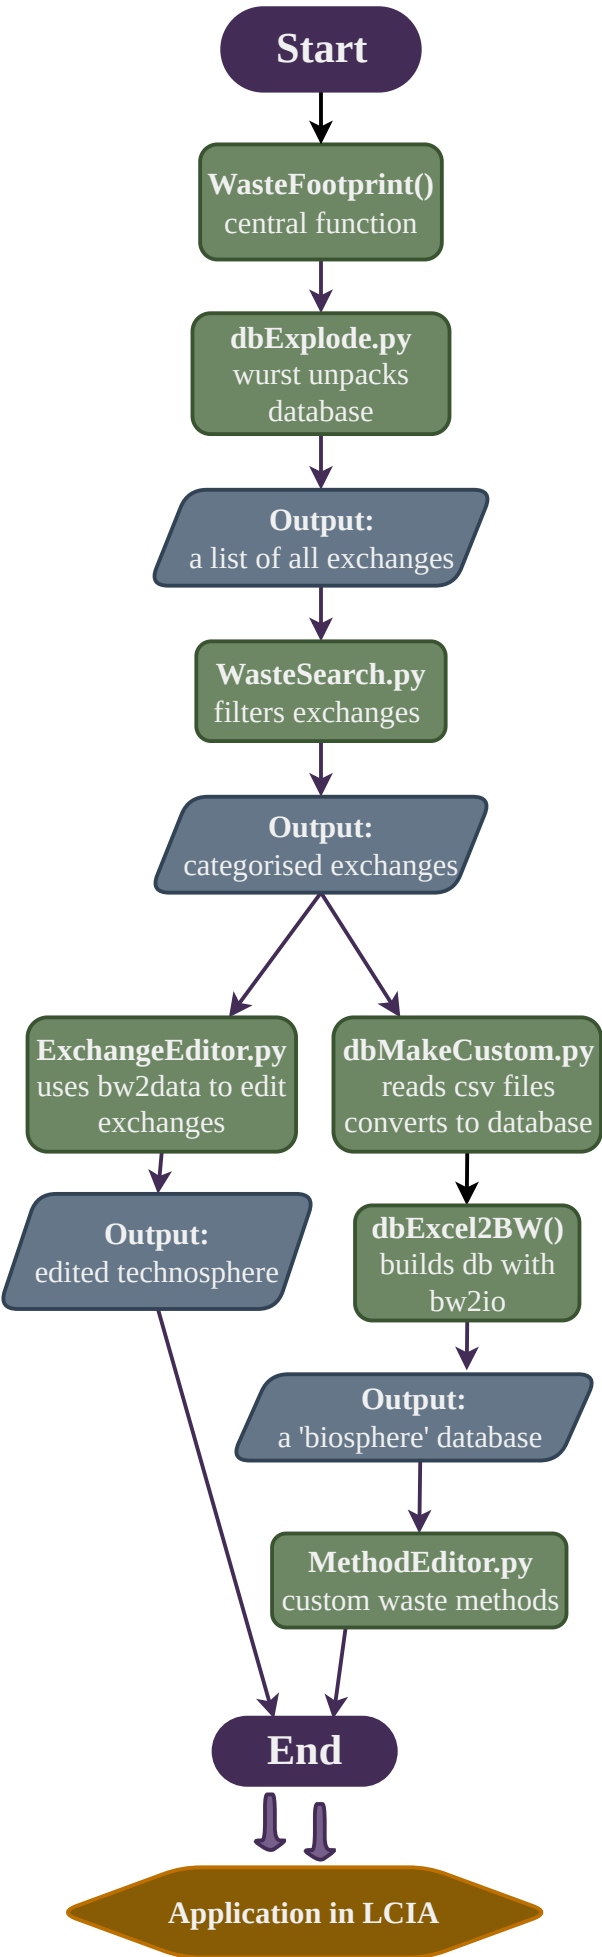 Start
WasteFootprint()
central function
dbExplode.py
wurst unpacks
database
Output:
a list of all exchanges
WasteSearch.py
filters exchanges
Output:
categorised exchanges
ExchangeEditor.py
uses bw2data to edit
exchanges
dbMakeCustom.py
reads csv files
converts to database
Output:
edited technosphere
dbExcel2BW()
builds db with
bw2io
Output:
a 'biosphere' database
MethodEditor.py
custom waste methods
End
Application in LCIA